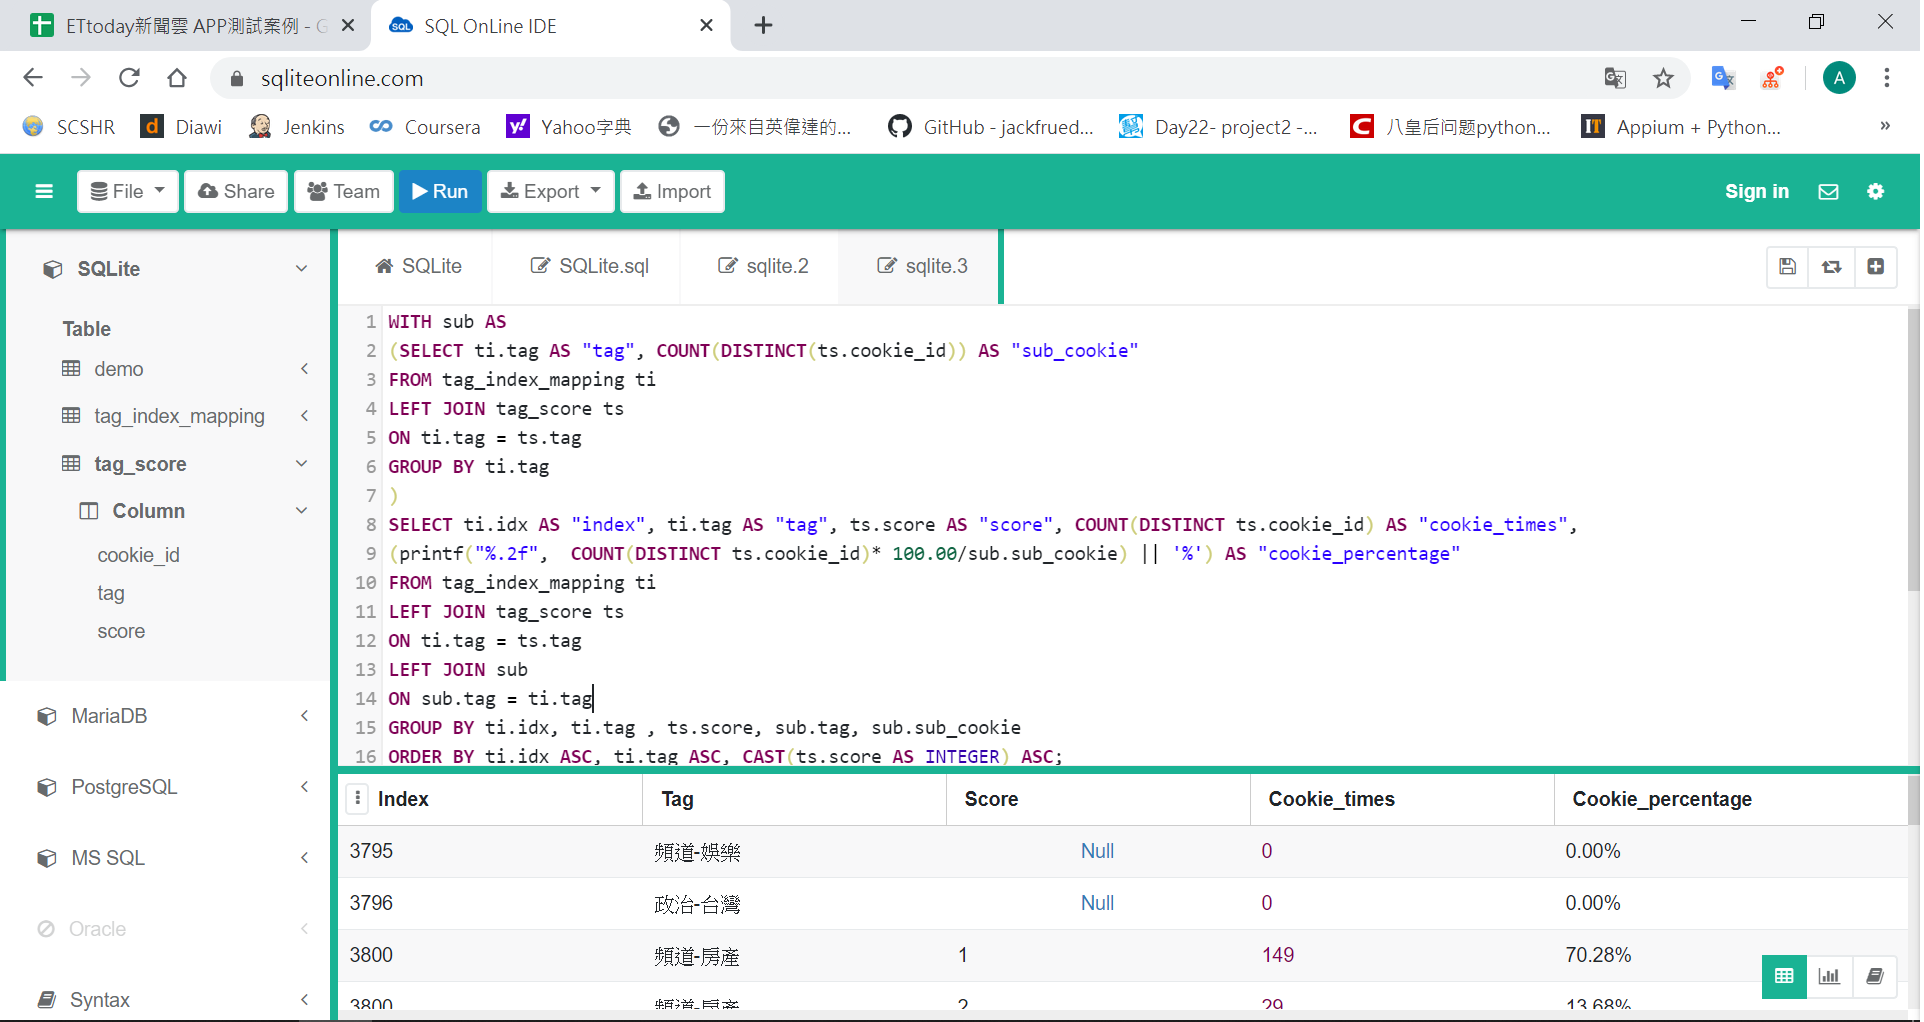 ETtoday新聞雲 APP測試案例 - G
SQL OnLine IDE
sqliteonline.com
A
SCSHR
Diawi
Jenkins
Coursera
Yahoo字典
一份來自英偉達的...
GitHub - jackfrued...
Day22- project2 -...
八皇后问题python...
Appium + Python...
»
File
Share
Team
Run
Export
Import
Sign in
SQLite
Table
demo
tag_index_mapping
tag_score
Column
cookie_id
tag
score
MariaDB
PostgreSQL
MS SQL
Oracle
Syntax
SQLite
SQLite.sql
sqlite.2
sqlite.3
1 WITH sub AS
2 (SELECT ti.tag AS "tag", COUNT(DISTINCT(ts.cookie_id)) AS "sub_cookie"
3 FROM tag_index_mapping ti
4 LEFT JOIN tag_score ts
5 ON ti.tag = ts.tag
6 GROUP BY ti.tag
7 )
8 SELECT ti.idx AS "index", ti.tag AS "tag", ts.score AS "score", COUNT(DISTINCT ts.cookie_id) AS "cookie_times",
9 (printf("%.2f",  COUNT(DISTINCT ts.cookie_id)* 100.00/sub.sub_cookie) || '%') AS "cookie_percentage"
10 FROM tag_index_mapping ti
11 LEFT JOIN tag_score ts
12 ON ti.tag = ts.tag
13 LEFT JOIN sub
14 ON sub.tag = ti.tag
15 GROUP BY ti.idx, ti.tag , ts.score, sub.tag, sub.sub_cookie
16 ORDER BY ti.idx ASC, ti.tag ASC, CAST(ts.score AS INTEGER) ASC;
Index Tag Score Cookie_times Cookie_percentage
3795 頻道-娛樂 Null 0 0.00%
3796 政治-台灣 Null 0 0.00%
3800 頻道-房產 1 149 70.28%
3800 頻道-房產 2 29 13.68%